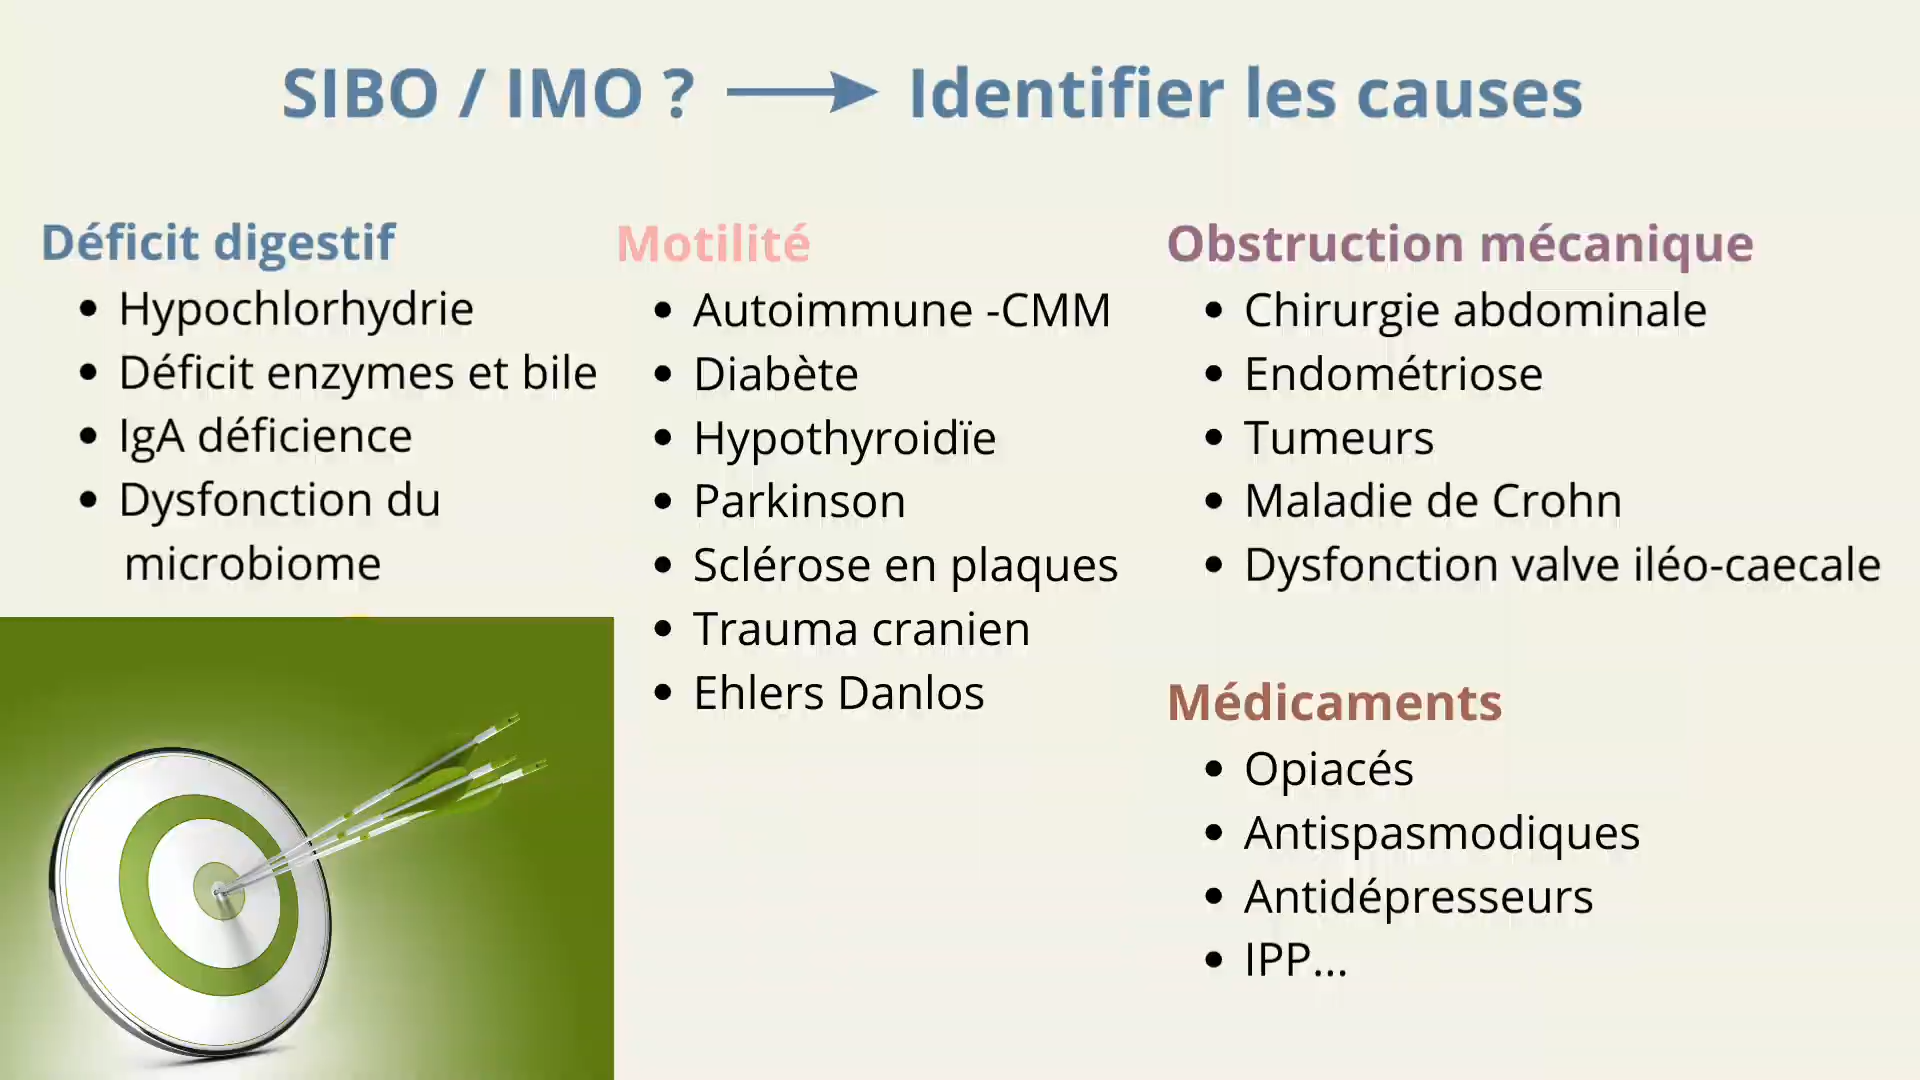 SIBO / IMO ? Identifier les causes
Déficit digestif
• Hypochlorhydrie
• Déficit enzymes et bile
• IgA déficience
• Dysfonction du
microbiome
Motilité
• Autoimmune -CMM
• Diabète
• Hypothyroidïe
• Parkinson
• Sclérose en plaques
• Trauma cranien
• Ehlers Danlos
Obstruction mécanique
• Chirurgie abdominale
• Endométriose
• Tumeurs
• Maladie de Crohn
• Dysfonction valve iléo-caecale
Médicaments
• Opiacés
• Antispasmodiques
• Antidépresseurs
• IPP...